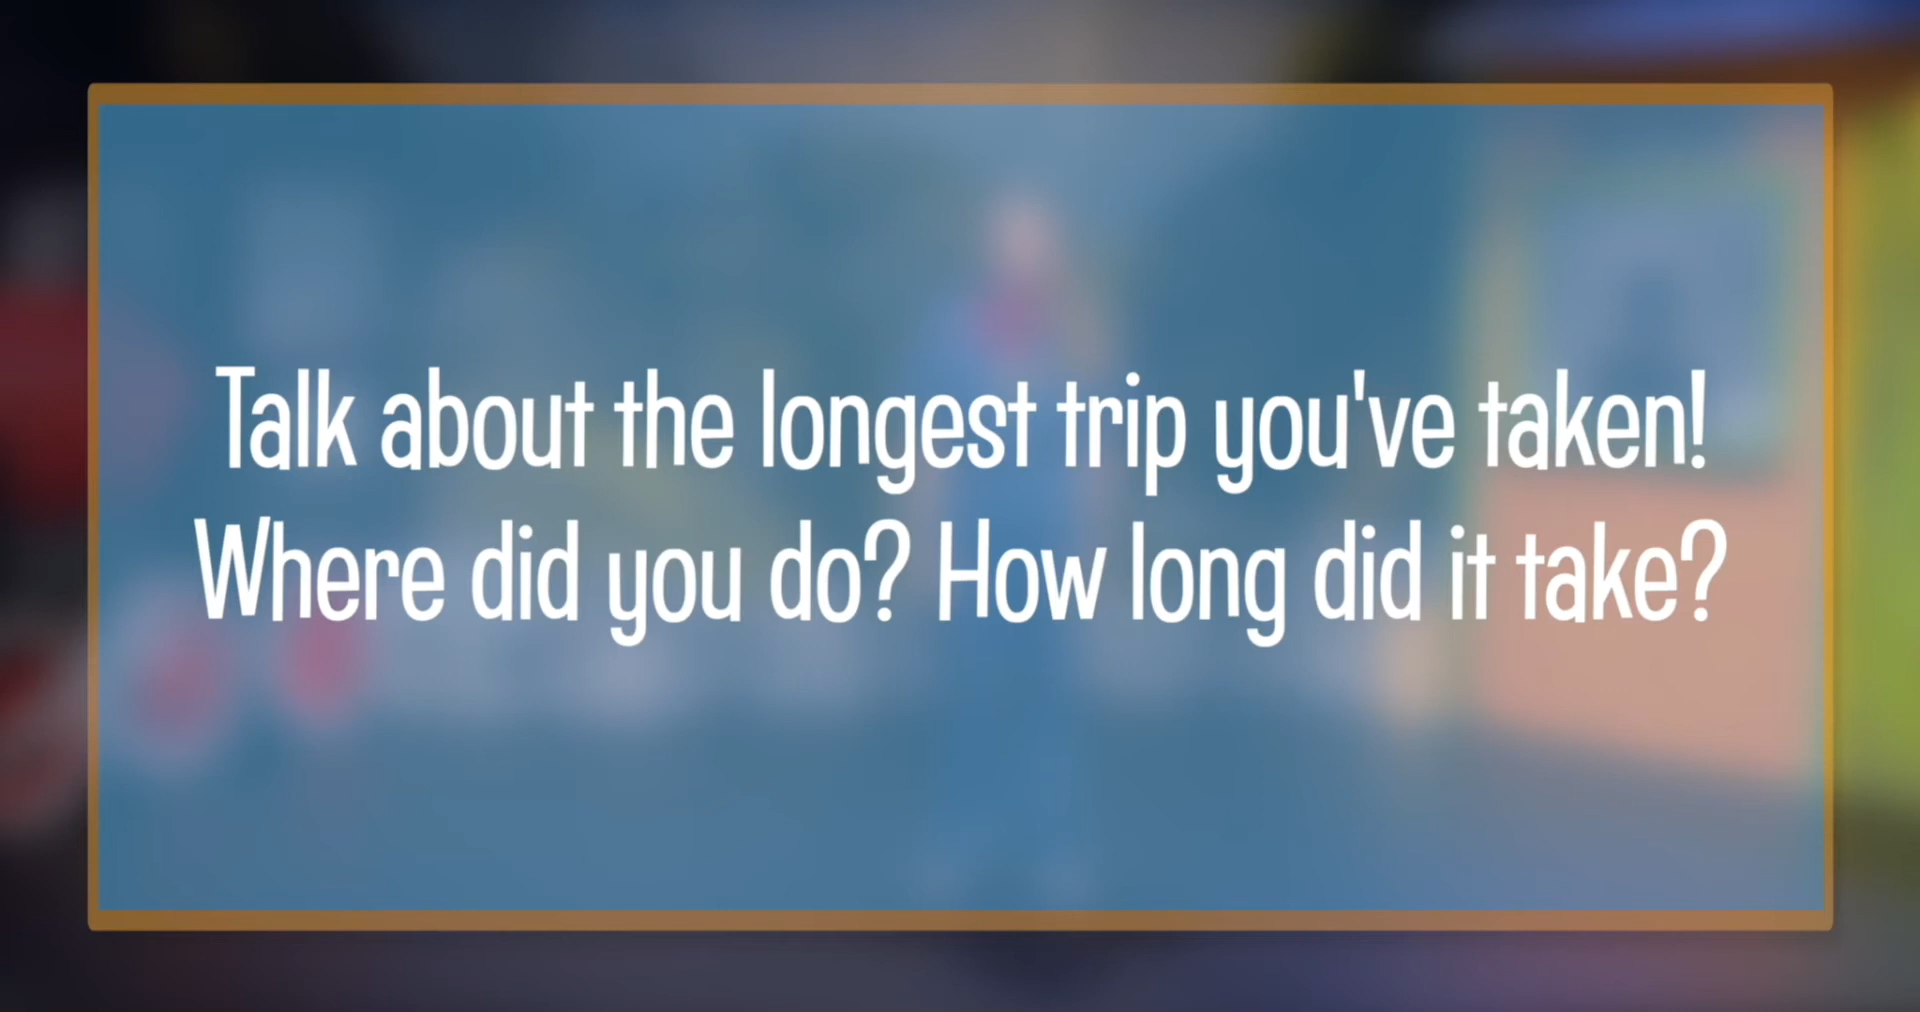 Talk about the longest trip you've taken!
Where did you do? How long did it take?